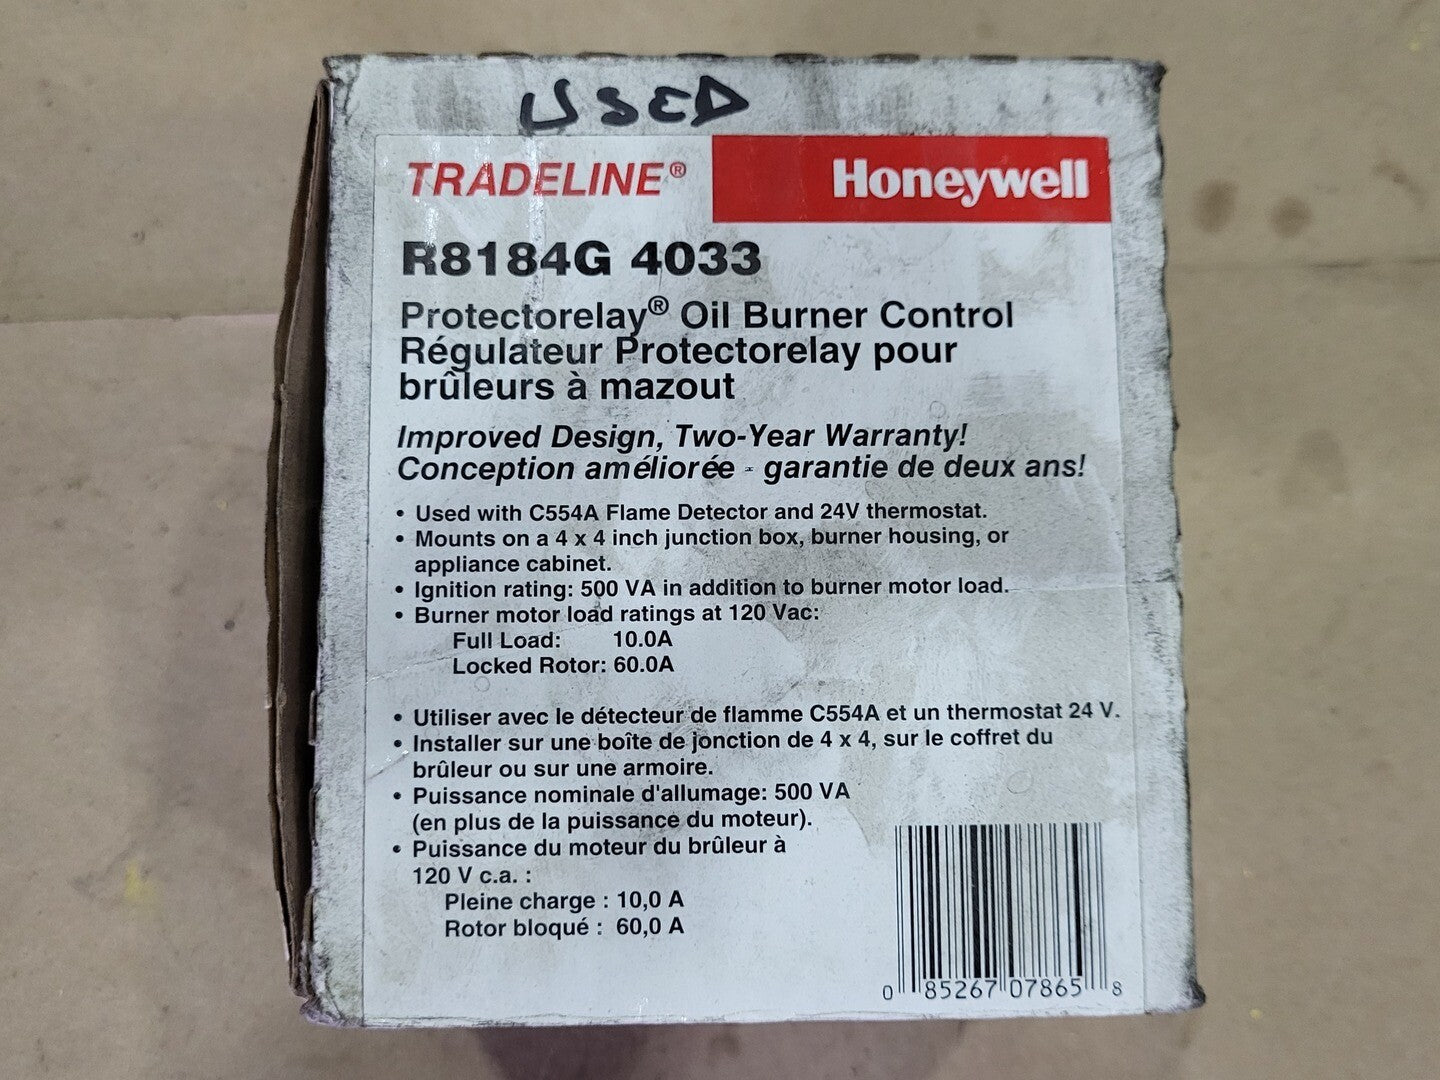 USED
TRADELINE® Honeywell
R8184G 4033
Protectorelay® Oil Burner Control
Régulateur Protectorelay pour
brûleurs à mazout
Improved Design, Two-Year Warranty!
Conception améliorée - garantie de deux ans!
• Used with C554A Flame Detector and 24V thermostat.
• Mounts on a 4 x 4 inch junction box, burner housing, or
appliance cabinet.
• Ignition rating: 500 VA in addition to burner motor load.
• Burner motor load ratings at 120 Vac:
Full Load: 10.0A
Locked Rotor: 60.0A
• Utiliser avec le détecteur de flamme C554A et un thermostat 24 V.
• Installer sur une boîte de jonction de 4 x 4, sur le coffret du
brûleur ou sur une armoire.
• Puissance nominale d'allumage: 500 VA
(en plus de la puissance du moteur).
• Puissance du moteur du brûleur à
120 V c.a. :
Pleine charge : 10,0 A
Rotor bloqué : 60,0 A
0 85267 07865 8